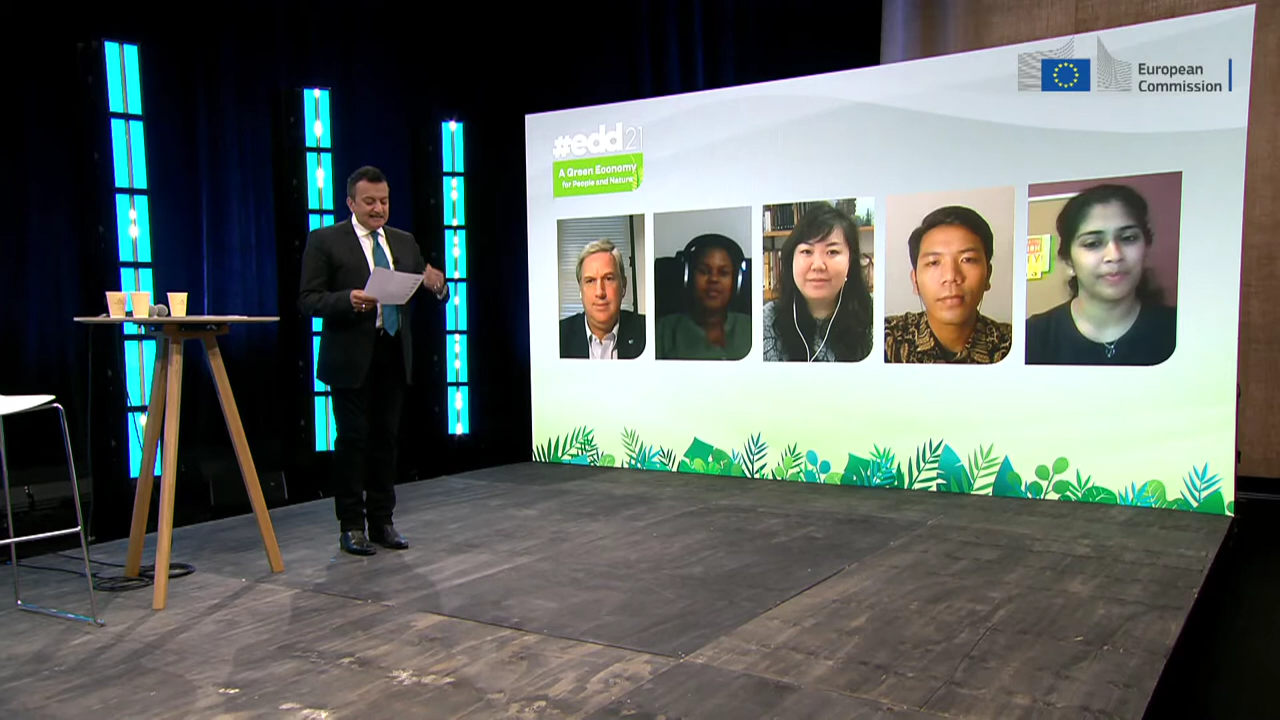 European
Commission
#edd21
A Green Economy
for People and Nature